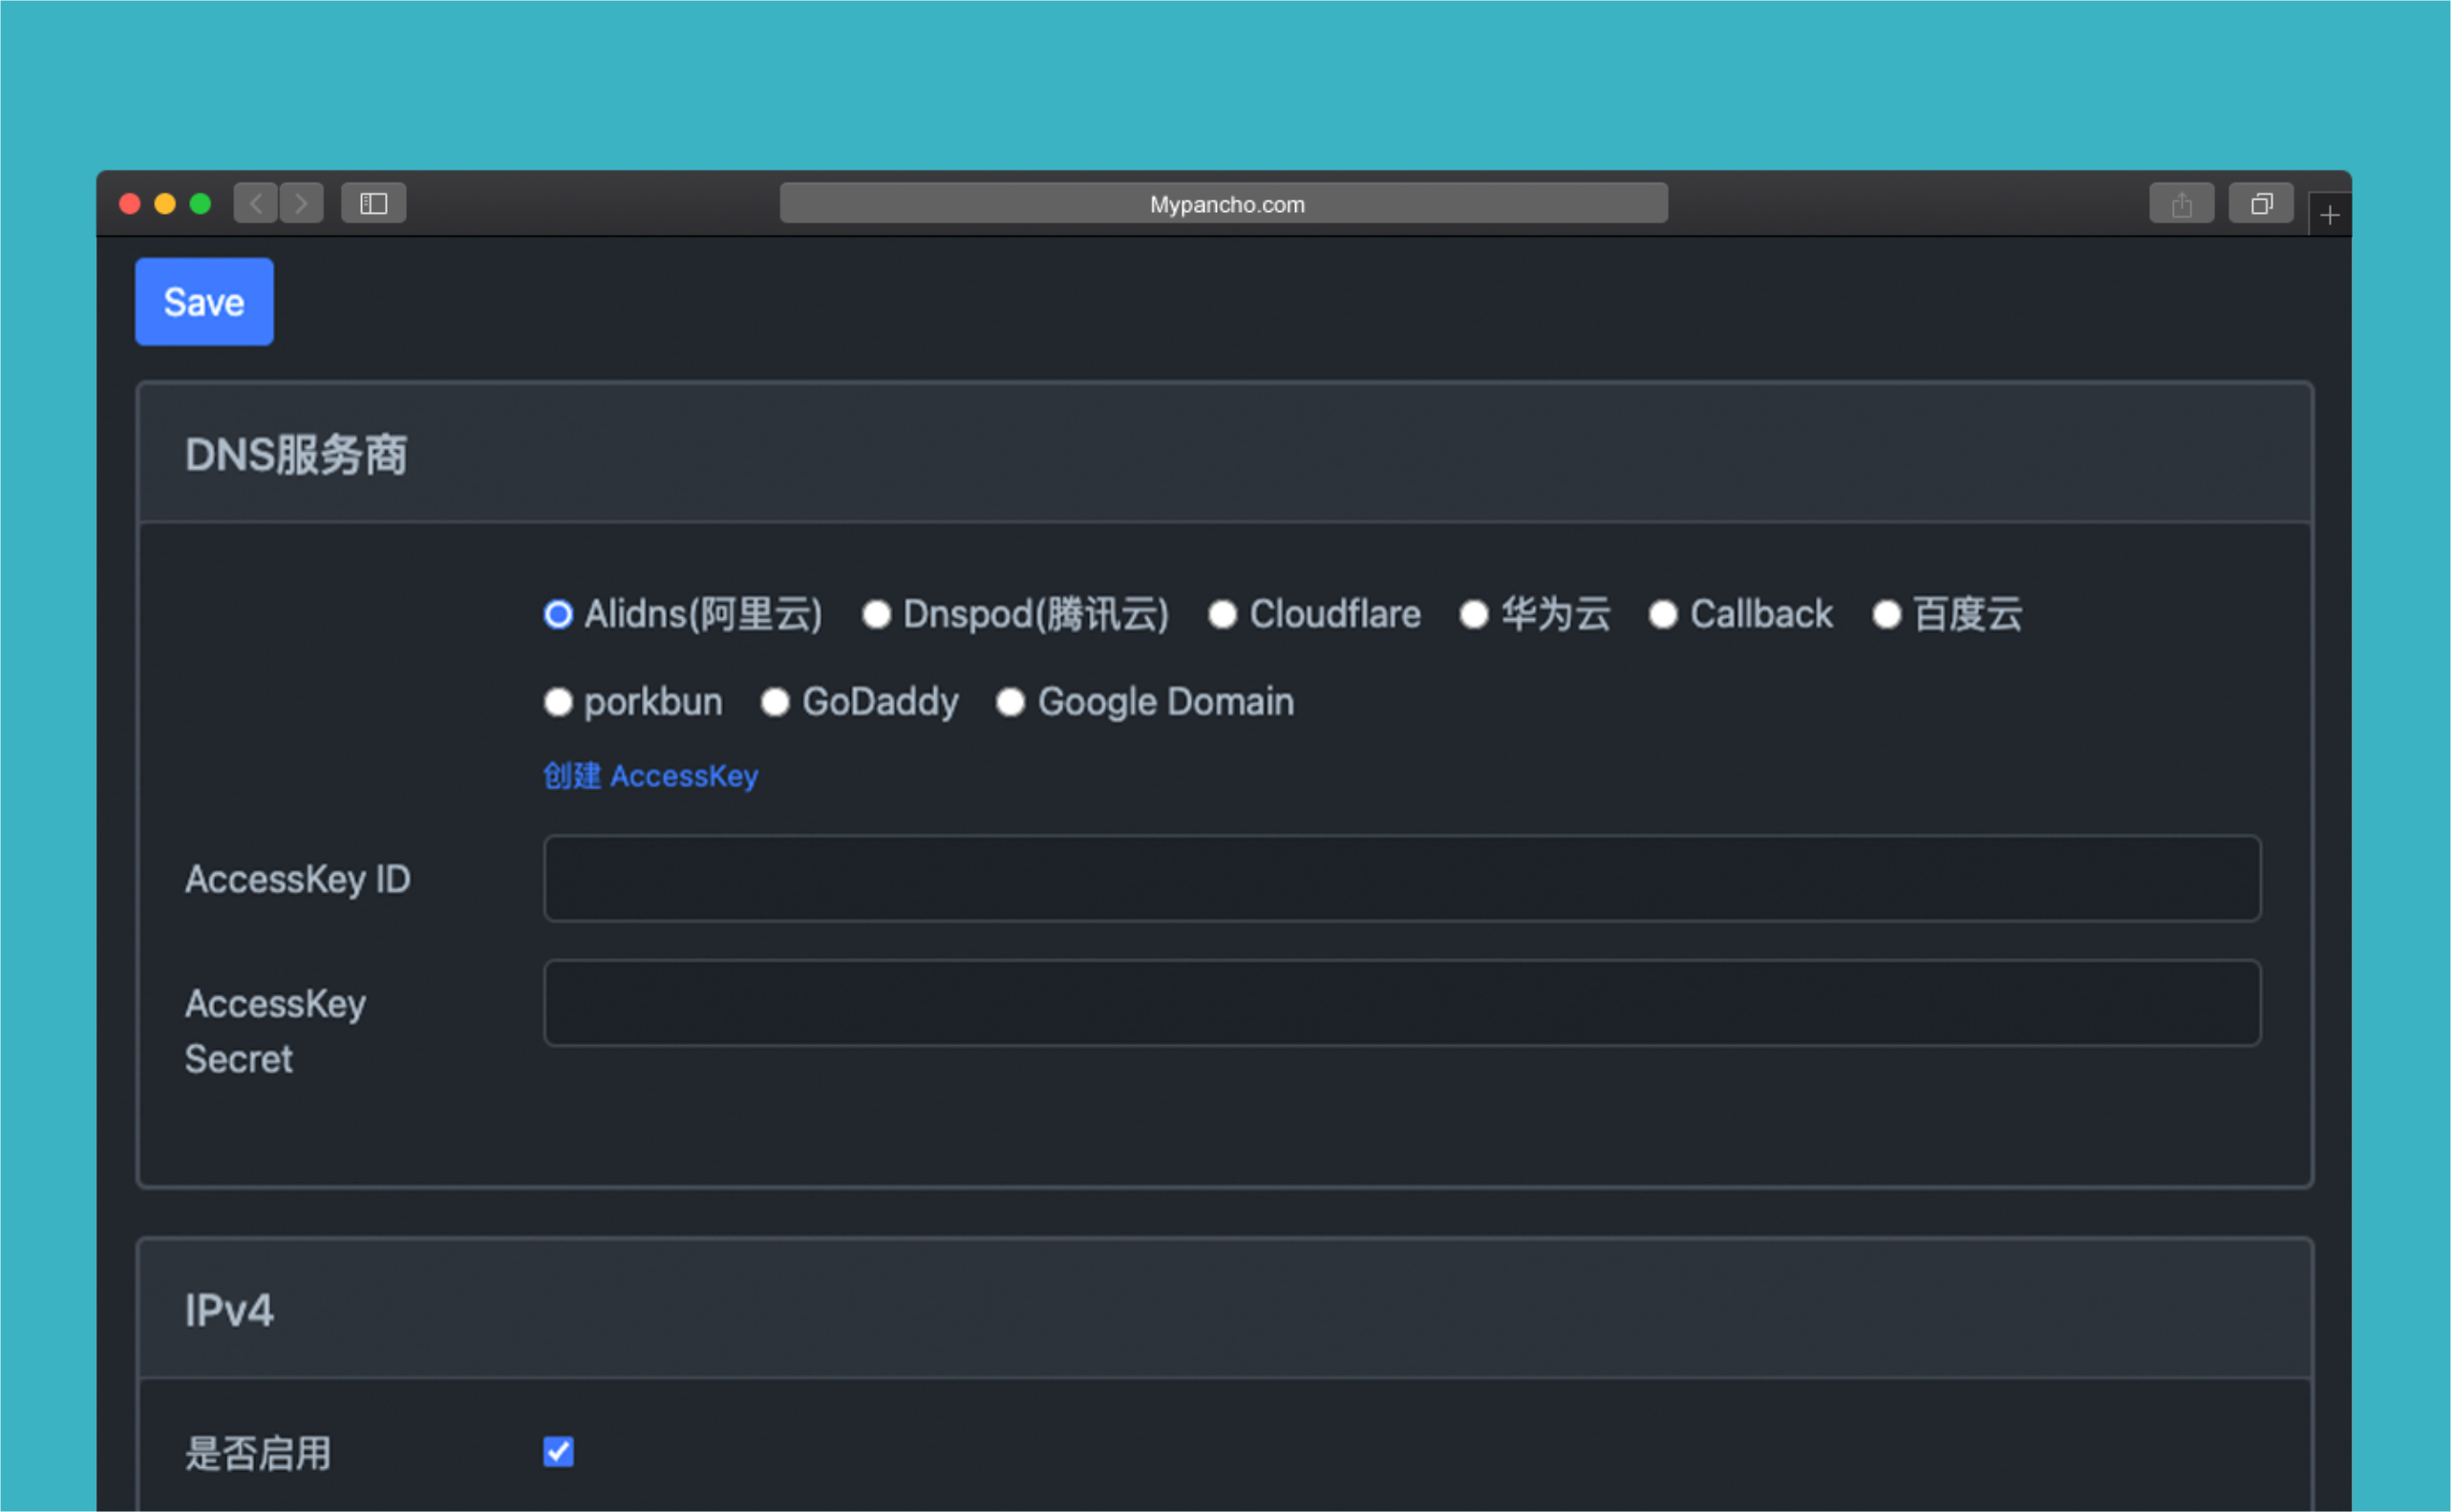 Mypancho.com
Save
DNS服务商
Alidns(阿里云) Dnspod(腾讯云) Cloudflare 华为云 Callback 百度云
porkbun GoDaddy Google Domain
创建 AccessKey
AccessKey ID
AccessKey
Secret
IPv4
是否启用